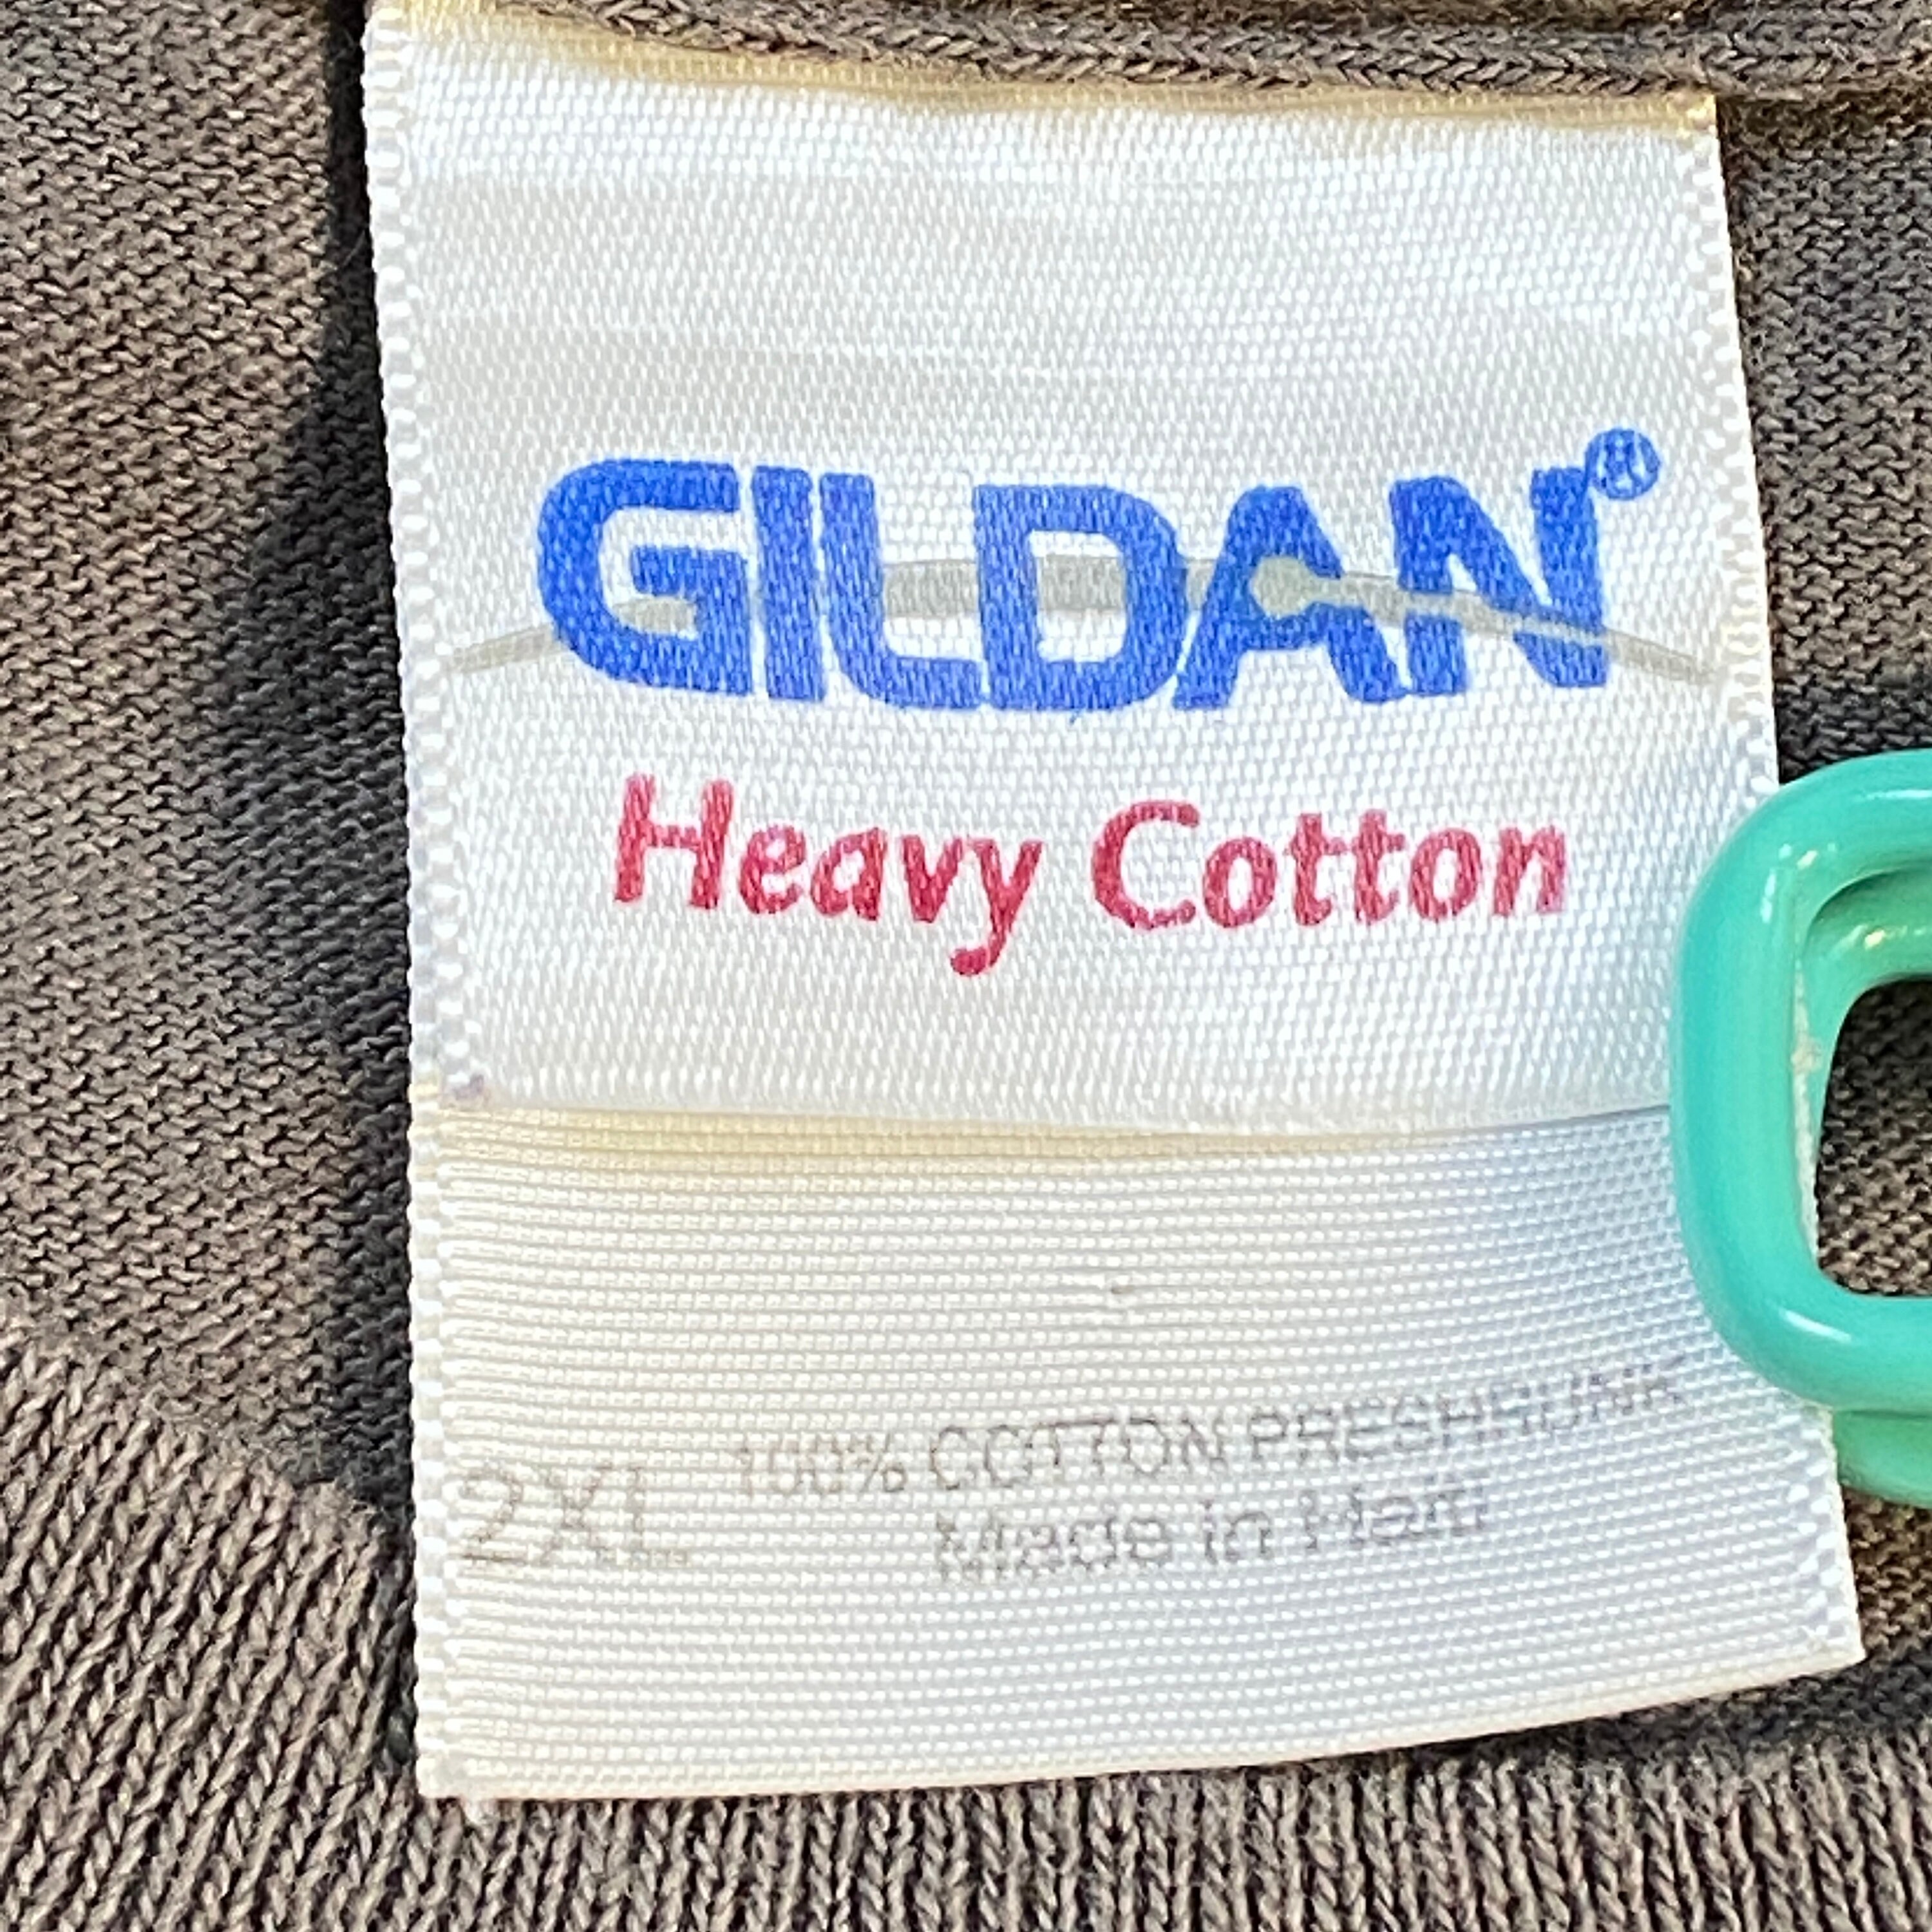 GILDAN®
Heavy Cotton
100% COTTON PRESHRUNK
2XL
Made in Haiti